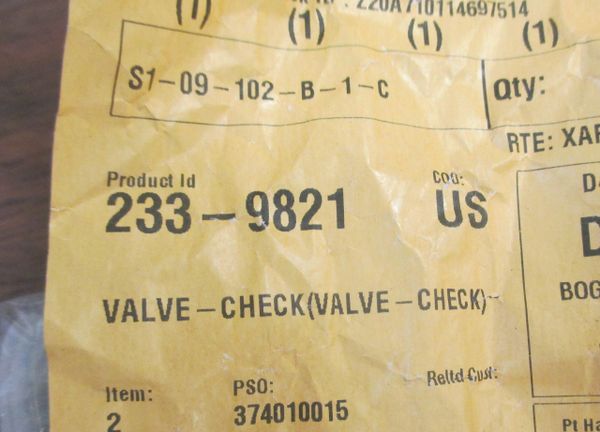 220A710114697514
(1) (1) (1) (1)
S1-09-102-B-1-C
Qty:
RTE: XAF
Product Id
COO:
233-9821
US
VALVE-CHECK(VALVE-CHECK)-
BOG
Item:
PSO:
Reltd Cust:
2
374010015
Pt Ha